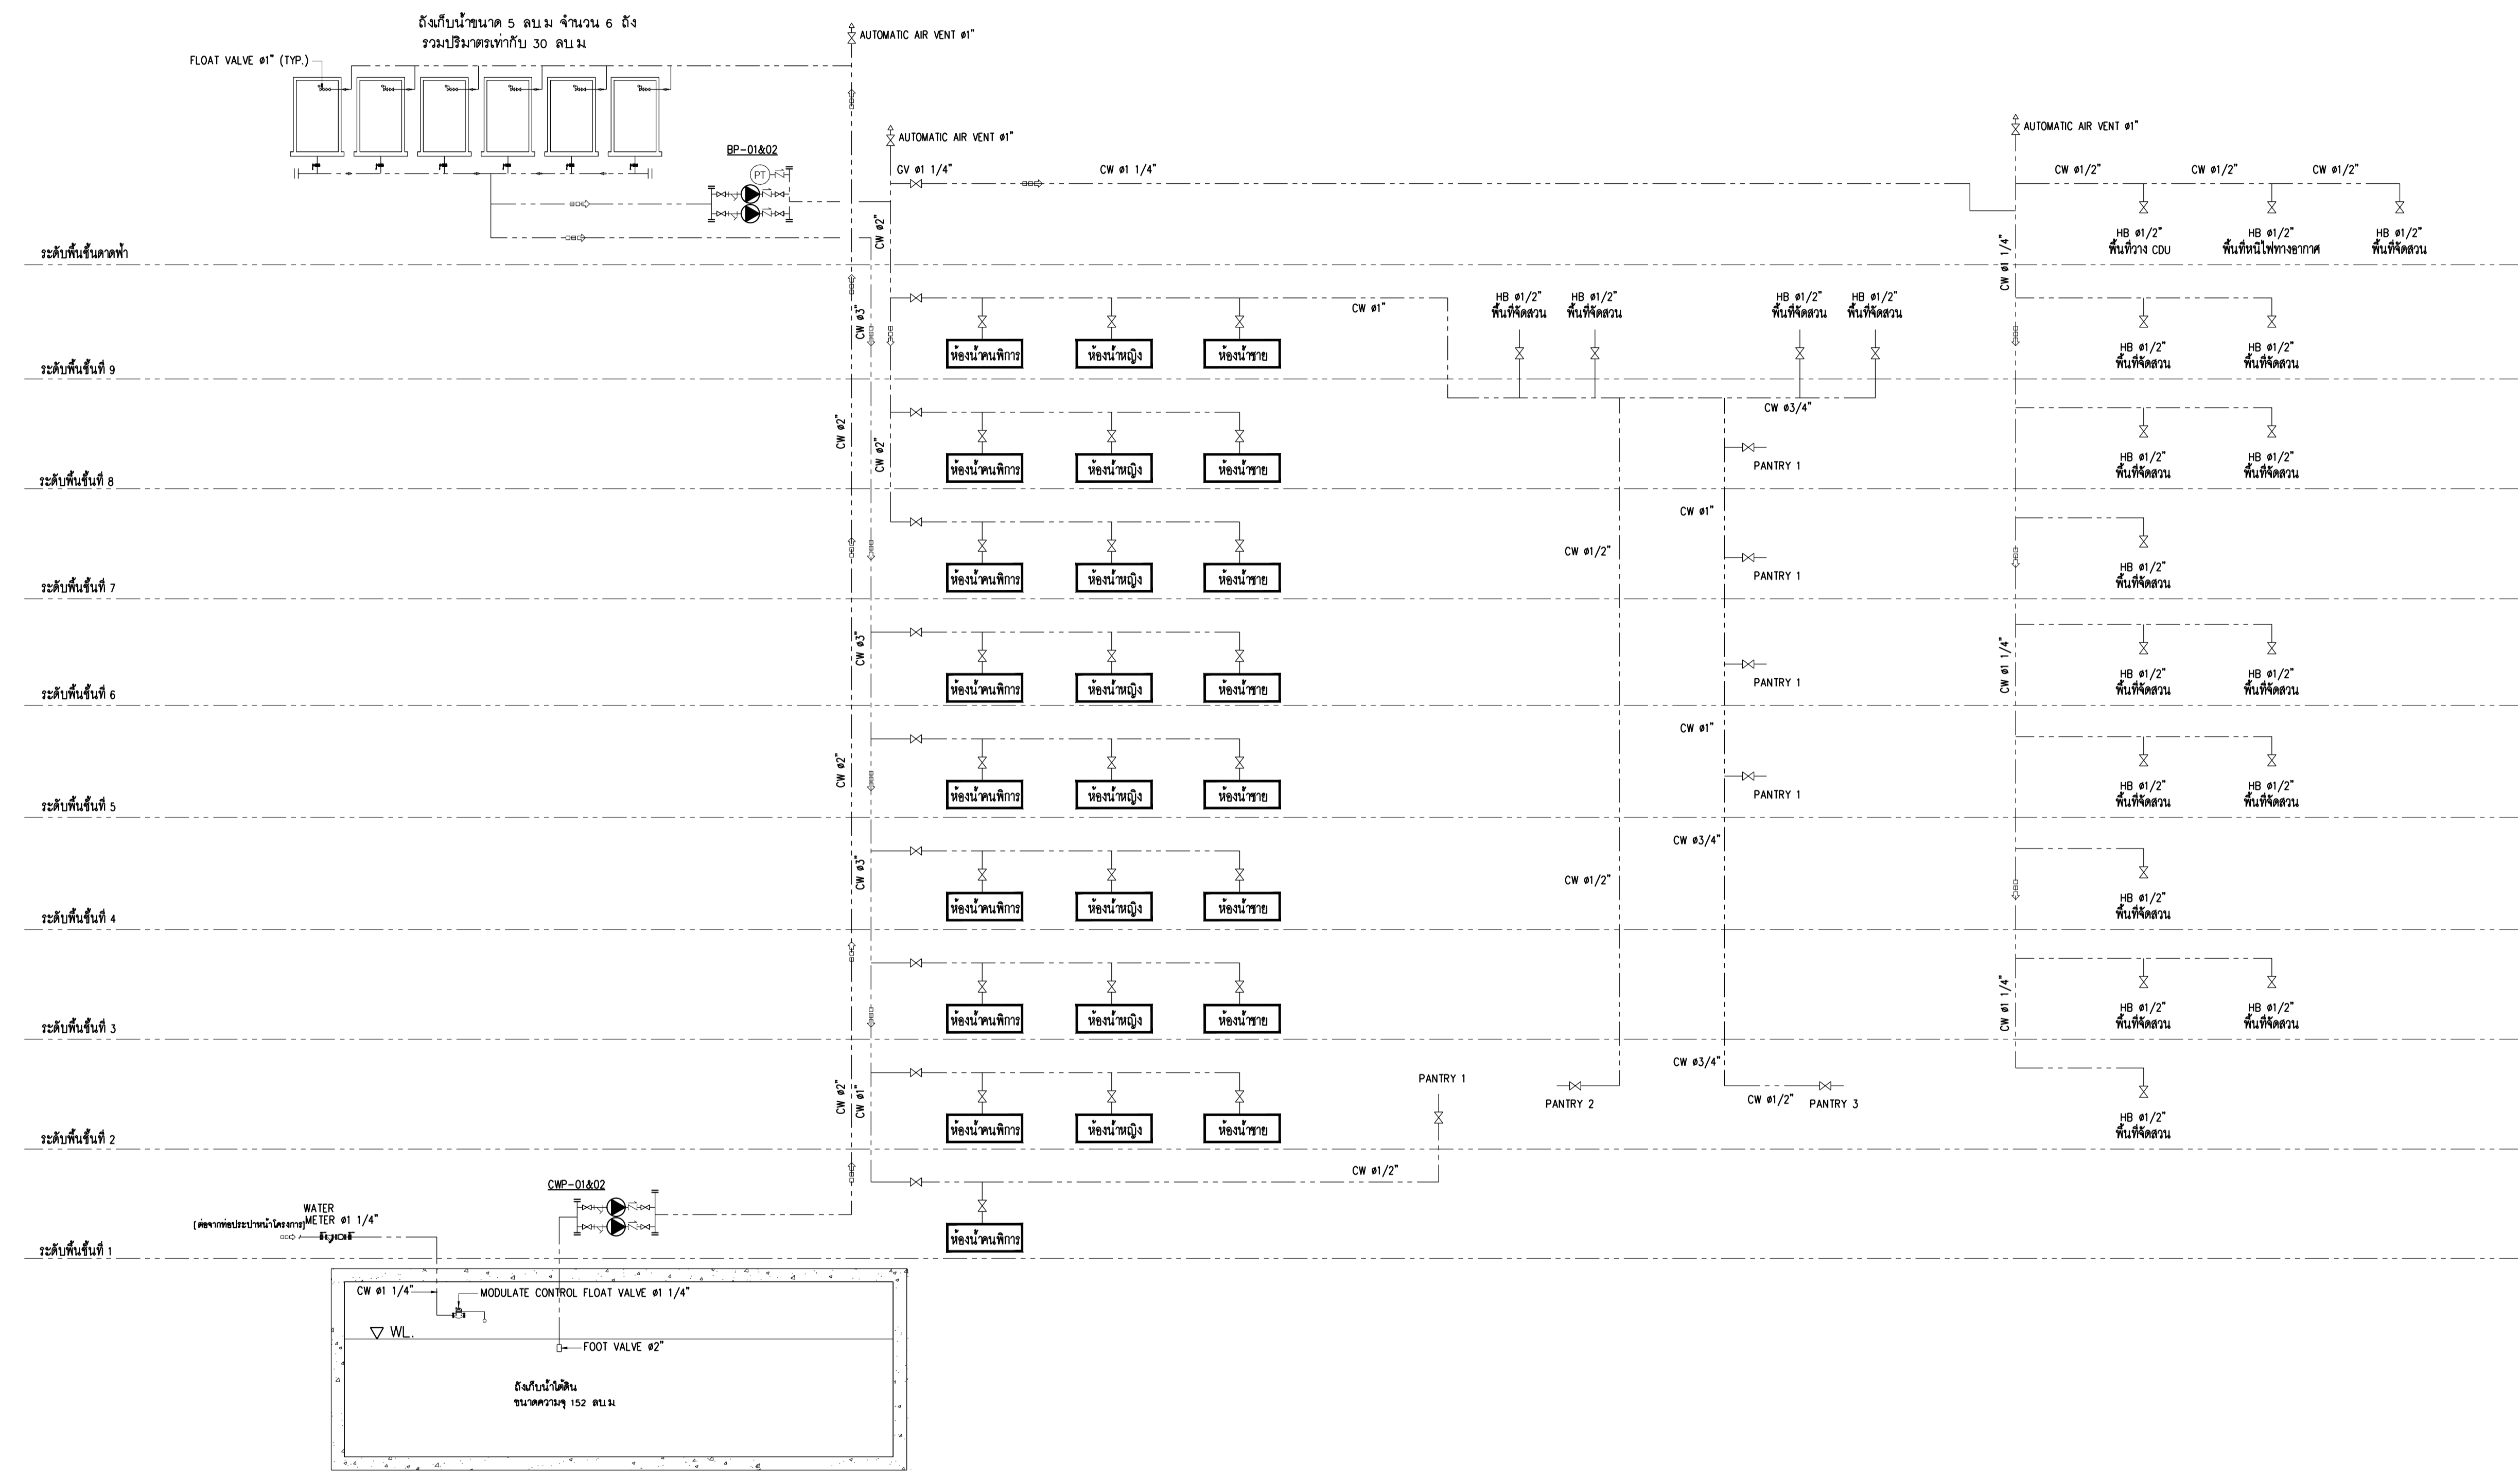 ถังเก็บน้ำขนาด 5 ลบ.ม จำนวน 6 ถัง
รวมปริมาตรเท่ากับ 30 ลบ.ม.
FLOAT VALVE ø1" (TYP.)
AUTOMATIC AIR VENT ø1"
AUTOMATIC AIR VENT ø1"
AUTOMATIC AIR VENT ø1"
BP-01&02
PT
GV ø1 1/4"
CW ø1 1/4"
CW ø1/2"
CW ø1/2"
CW ø1/2"
CW ø2"
HB ø1/2"
พื้นที่วาง CDU
HB ø1/2"
พื้นที่หนีไฟทางอากาศ
HB ø1/2"
พื้นที่จัดสวน
ระดับพื้นชั้นดาดฟ้า
CW ø1 1/4"
CW ø3"
CW ø1"
HB ø1/2"
พื้นที่จัดสวน
HB ø1/2"
พื้นที่จัดสวน
HB ø1/2"
พื้นที่จัดสวน
HB ø1/2"
พื้นที่จัดสวน
ห้องน้ำคนพิการ
ห้องน้ำหญิง
ห้องน้ำชาย
HB ø1/2"
พื้นที่จัดสวน
HB ø1/2"
พื้นที่จัดสวน
ระดับพื้นชั้นที่ 9
CW ø3/4"
CW ø2"
CW ø2"
ห้องน้ำคนพิการ
ห้องน้ำหญิง
ห้องน้ำชาย
PANTRY 1
HB ø1/2"
พื้นที่จัดสวน
HB ø1/2"
พื้นที่จัดสวน
ระดับพื้นชั้นที่ 8
CW ø1"
CW ø1/2"
ห้องน้ำคนพิการ
ห้องน้ำหญิง
ห้องน้ำชาย
PANTRY 1
HB ø1/2"
พื้นที่จัดสวน
ระดับพื้นชั้นที่ 7
CW ø3"
ห้องน้ำคนพิการ
ห้องน้ำหญิง
ห้องน้ำชาย
PANTRY 1
CW ø1 1/4"
HB ø1/2"
พื้นที่จัดสวน
HB ø1/2"
พื้นที่จัดสวน
ระดับพื้นชั้นที่ 6
CW ø1"
CW ø2"
ห้องน้ำคนพิการ
ห้องน้ำหญิง
ห้องน้ำชาย
PANTRY 1
HB ø1/2"
พื้นที่จัดสวน
HB ø1/2"
พื้นที่จัดสวน
ระดับพื้นชั้นที่ 5
CW ø3/4"
CW ø3"
CW ø1/2"
ห้องน้ำคนพิการ
ห้องน้ำหญิง
ห้องน้ำชาย
HB ø1/2"
พื้นที่จัดสวน
ระดับพื้นชั้นที่ 4
ห้องน้ำคนพิการ
ห้องน้ำหญิง
ห้องน้ำชาย
CW ø1 1/4"
HB ø1/2"
พื้นที่จัดสวน
HB ø1/2"
พื้นที่จัดสวน
ระดับพื้นชั้นที่ 3
CW ø3/4"
CW ø2"
CW ø1"
PANTRY 1
PANTRY 2
CW ø1/2"
PANTRY 3
ห้องน้ำคนพิการ
ห้องน้ำหญิง
ห้องน้ำชาย
HB ø1/2"
พื้นที่จัดสวน
ระดับพื้นชั้นที่ 2
CW ø1/2"
CWP-01&02
WATER
METER ø1 1/4"
[ต่อจากท่อประปาหน้าโครงการ]
ห้องน้ำคนพิการ
ระดับพื้นชั้นที่ 1
CW ø1 1/4"
MODULATE CONTROL FLOAT VALVE ø1 1/4"
WL.
FOOT VALVE ø2"
ถังเก็บน้ำใต้ดิน
ขนาดความจุ 152 ลบ.ม.